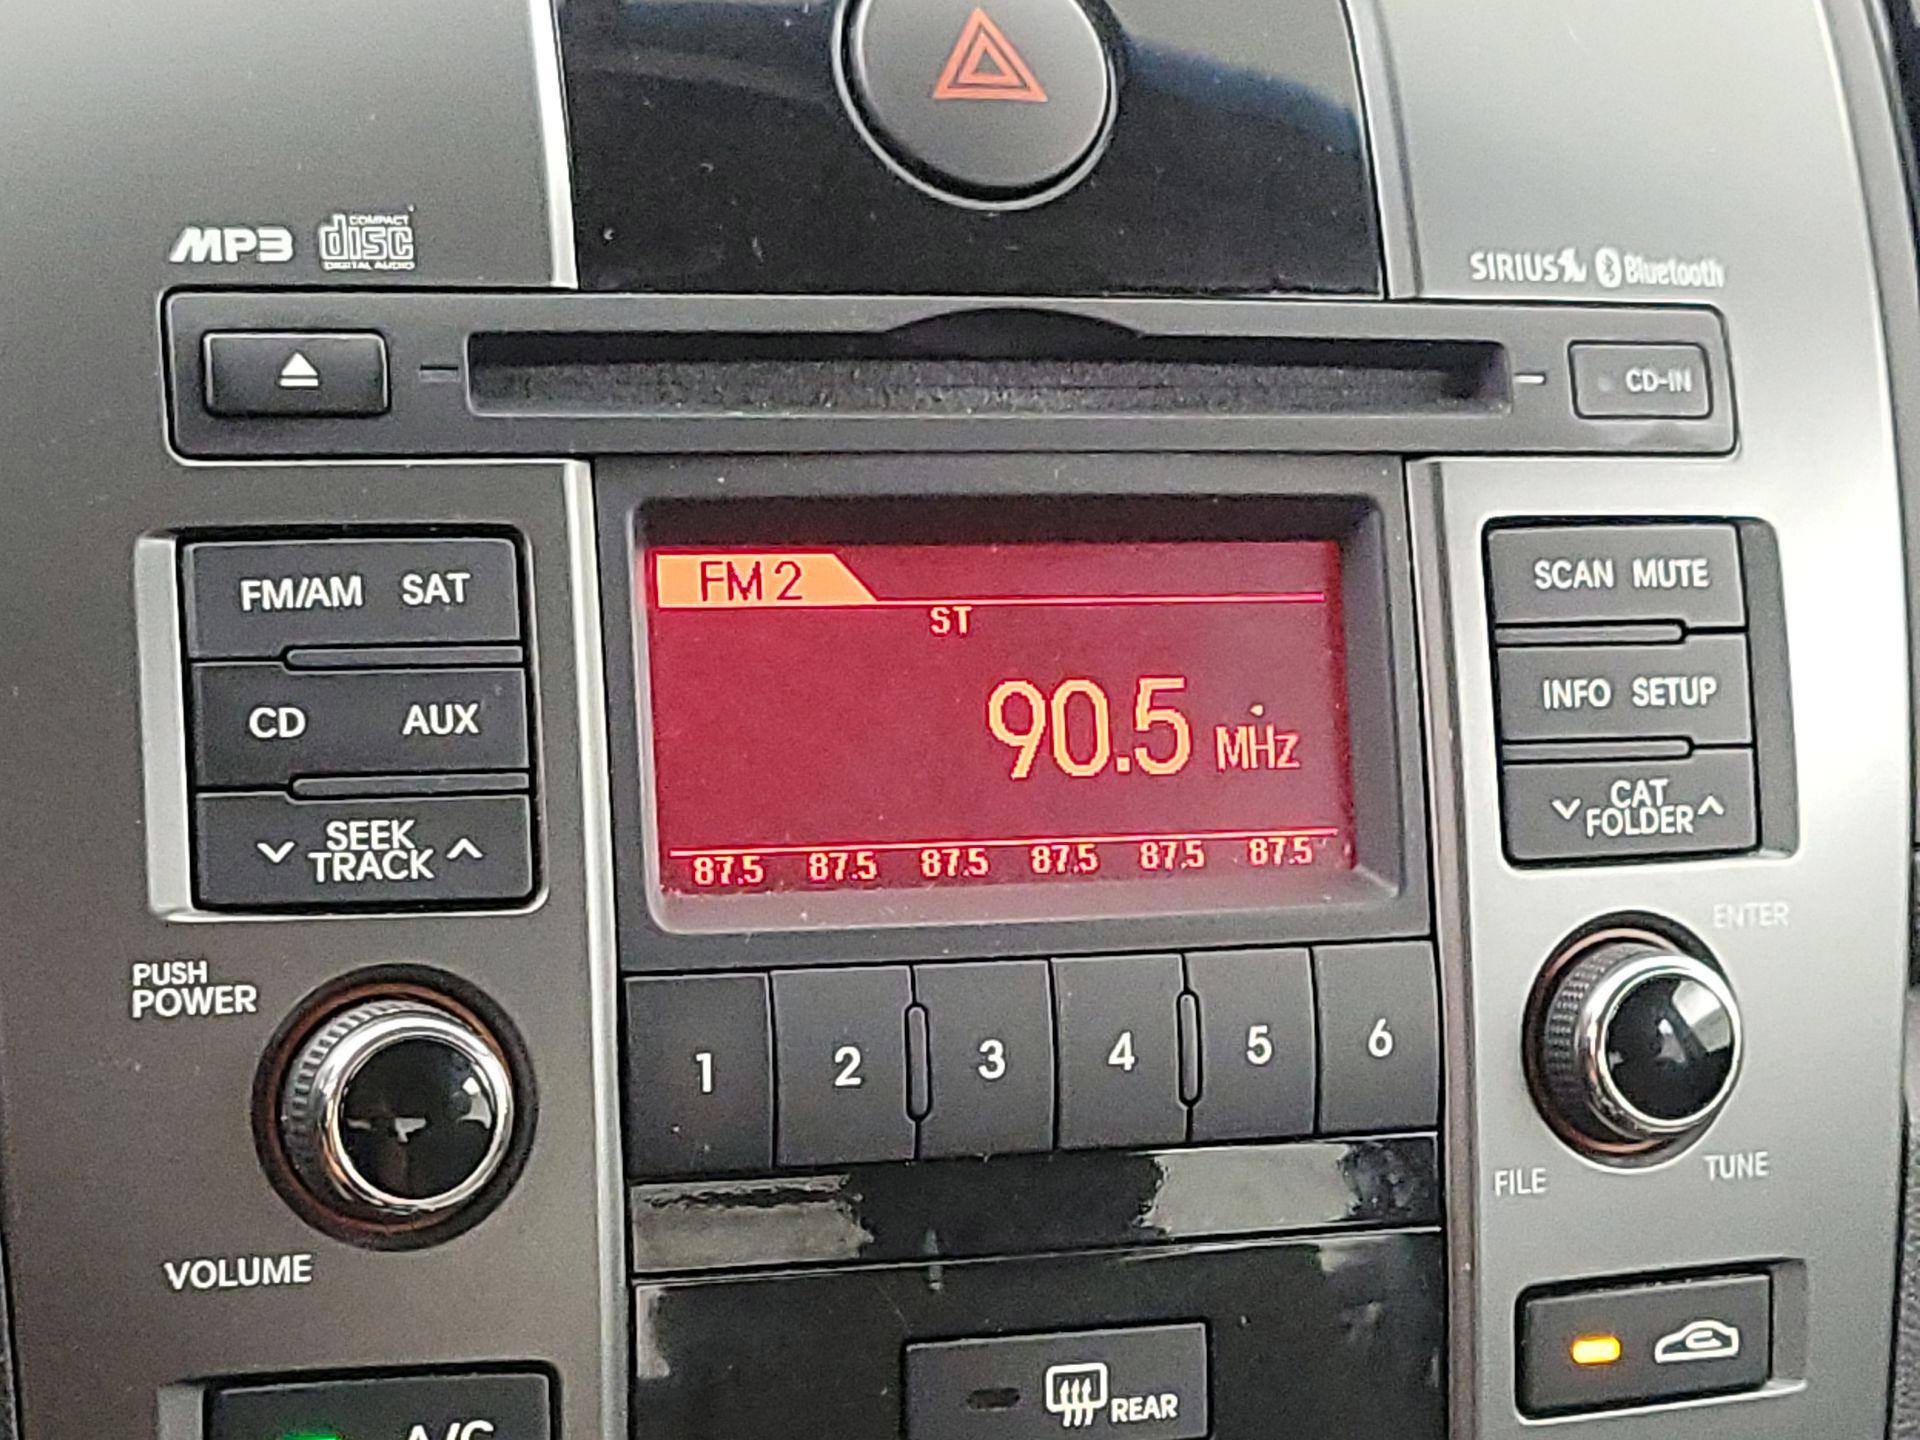 MP3 COMPACT disc DIGITAL AUDIO
SIRIUS Bluetooth
CD-IN
FM/AM SAT
CD AUX
SEEK
TRACK
FM 2
ST
90.5 MHz
87.5 87.5 87.5 87.5 87.5 87.5
SCAN MUTE
INFO SETUP
CAT
FOLDER
PUSH
POWER
VOLUME
1 2 3 4 5 6
ENTER
FILE TUNE
REAR
A/C